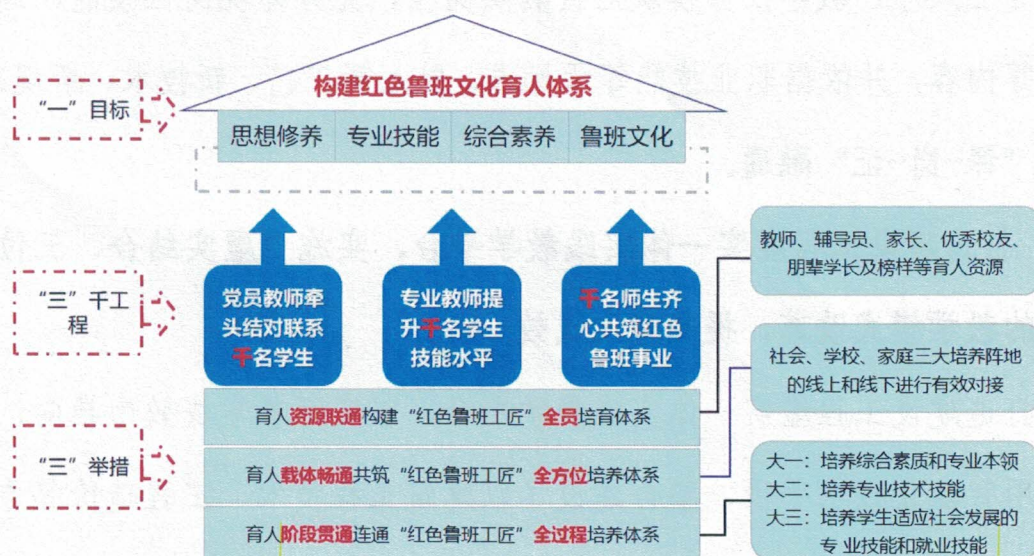 构建红色鲁班文化育人体系
“一”目标
思想修养 专业技能 综合素养 鲁班文化
“三”千工
程
党员教师牵
头结对联系
千名学生
专业教师提
升千名学生
技能水平
千名师生齐
心共筑红色
鲁班事业
教师、辅导员、家长、优秀校友、
朋辈学长及榜样等育人资源
社会、学校、家庭三大培养阵地
的线上和线下进行有效对接
“三”举措
育人资源联通构建“红色鲁班工匠”全员培育体系
育人载体畅通共筑“红色鲁班工匠”全方位培养体系
育人阶段贯通连通“红色鲁班工匠”全过程培养体系
大一：培养综合素质和专业本领
大二：培养专业技术技能
大三：培养学生适应社会发展的
专 业技能和就业技能